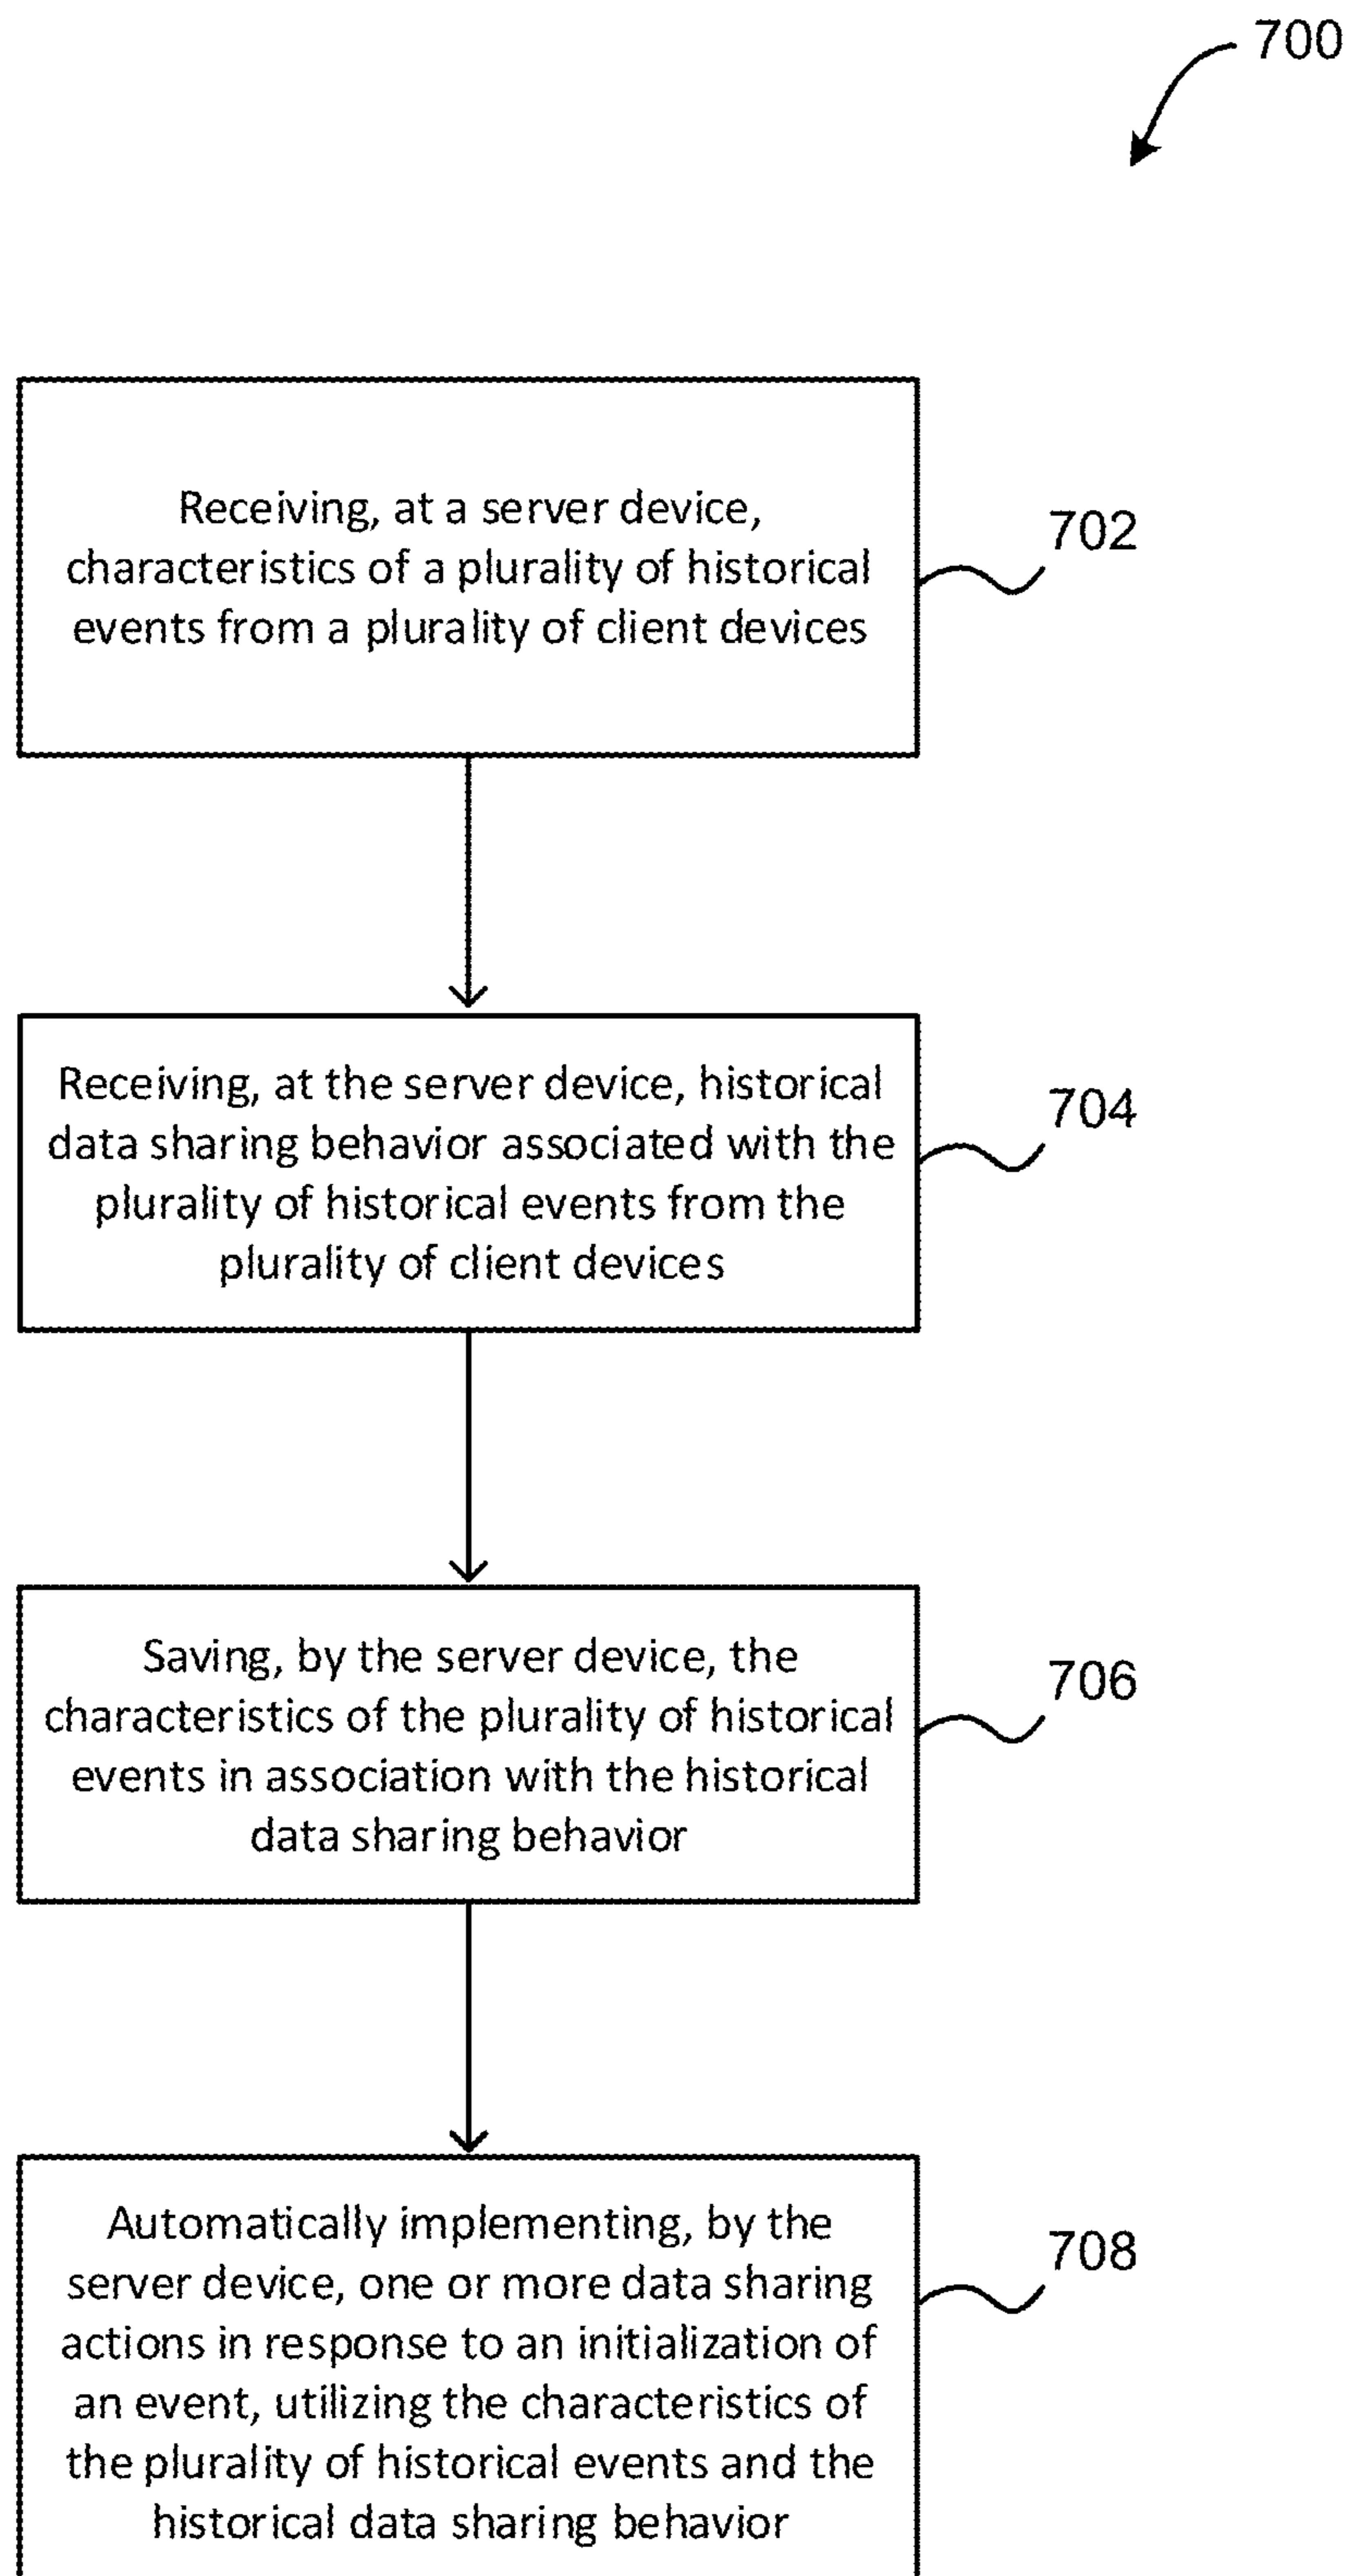 700
Receiving, at a server device,
characteristics of a plurality of historical
events from a plurality of client devices
702
Receiving, at the server device, historical
data sharing behavior associated with the
plurality of historical events from the
plurality of client devices
704
Saving, by the server device, the
characteristics of the plurality of historical
events in association with the historical
data sharing behavior
706
Automatically implementing, by the
server device, one or more data sharing
actions in response to an initialization of
an event, utilizing the characteristics of
the plurality of historical events and the
historical data sharing behavior
708